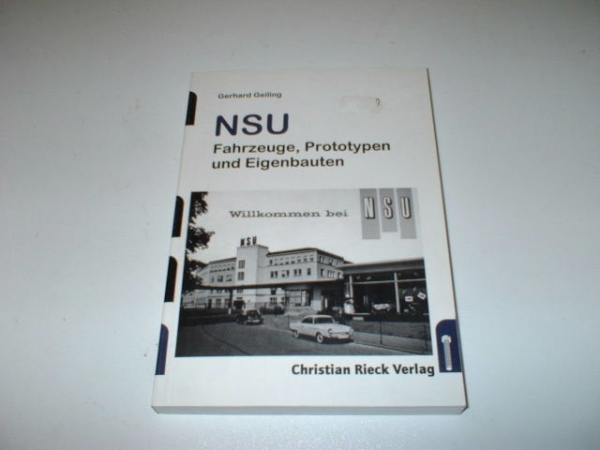 Gerhard Geiling
NSU
Fahrzeuge, Prototypen
und Eigenbauten
Willkommen bei NSU
NSU
Christian Rieck Verlag